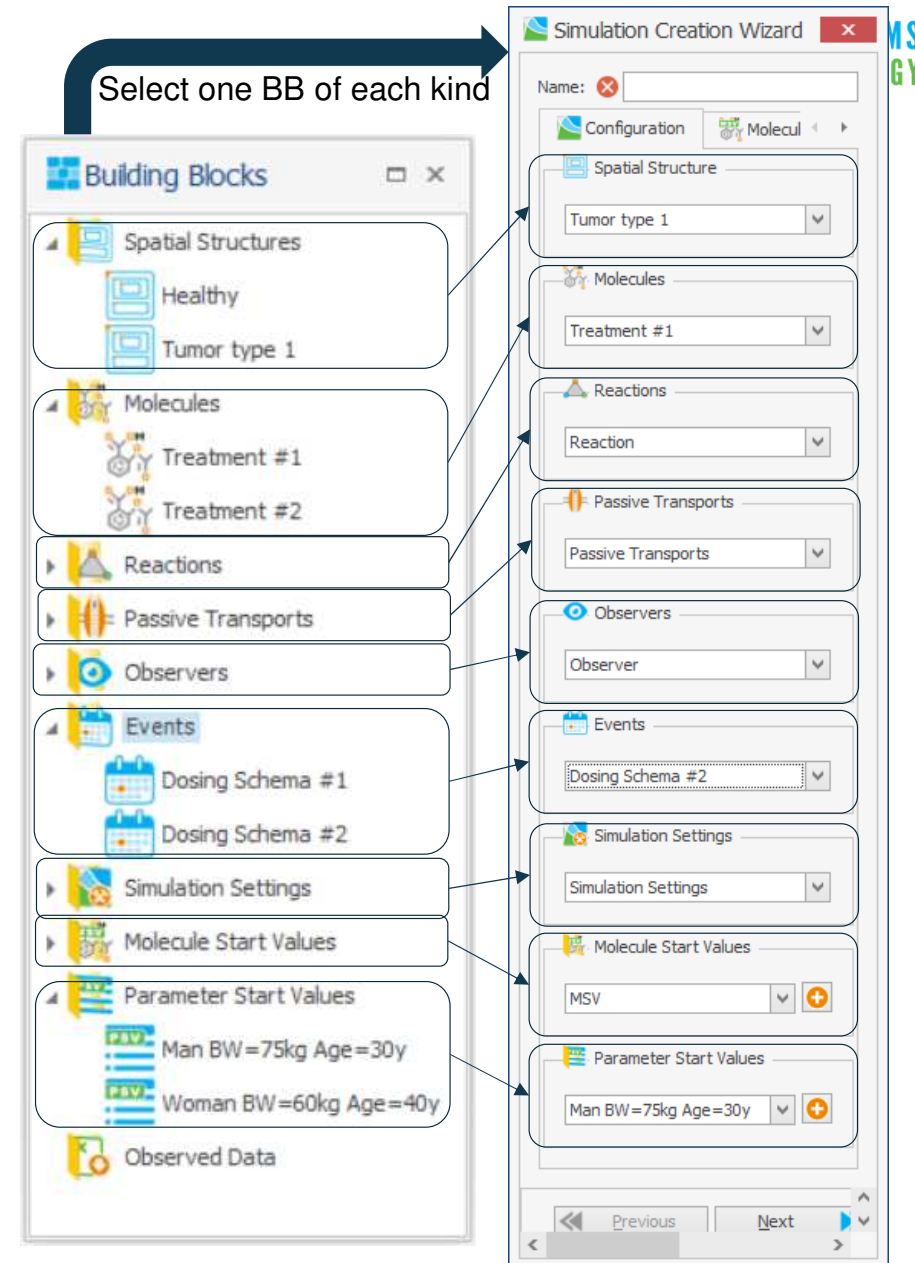 Select one BB of each kind
Building Blocks
Spatial Structures
Healthy
Tumor type 1
Molecules
Treatment #1
Treatment #2
Reactions
Passive Transports
Observers
Events
Dosing Schema #1
Dosing Schema #2
Simulation Settings
Molecule Start Values
Parameter Start Values
PSV
Man BW=75kg Age=30y
PSV
Woman BW=60kg Age=40y
Observed Data
Simulation Creation Wizard
Name:
Configuration
Molecul
Spatial Structure
Tumor type 1
Molecules
Treatment #1
Reactions
Reaction
Passive Transports
Passive Transports
Observers
Observer
Events
Dosing Schema #2
Simulation Settings
Simulation Settings
Molecule Start Values
MSV
Parameter Start Values
Man BW=75kg Age=30y
Previous
Next
MS
GY